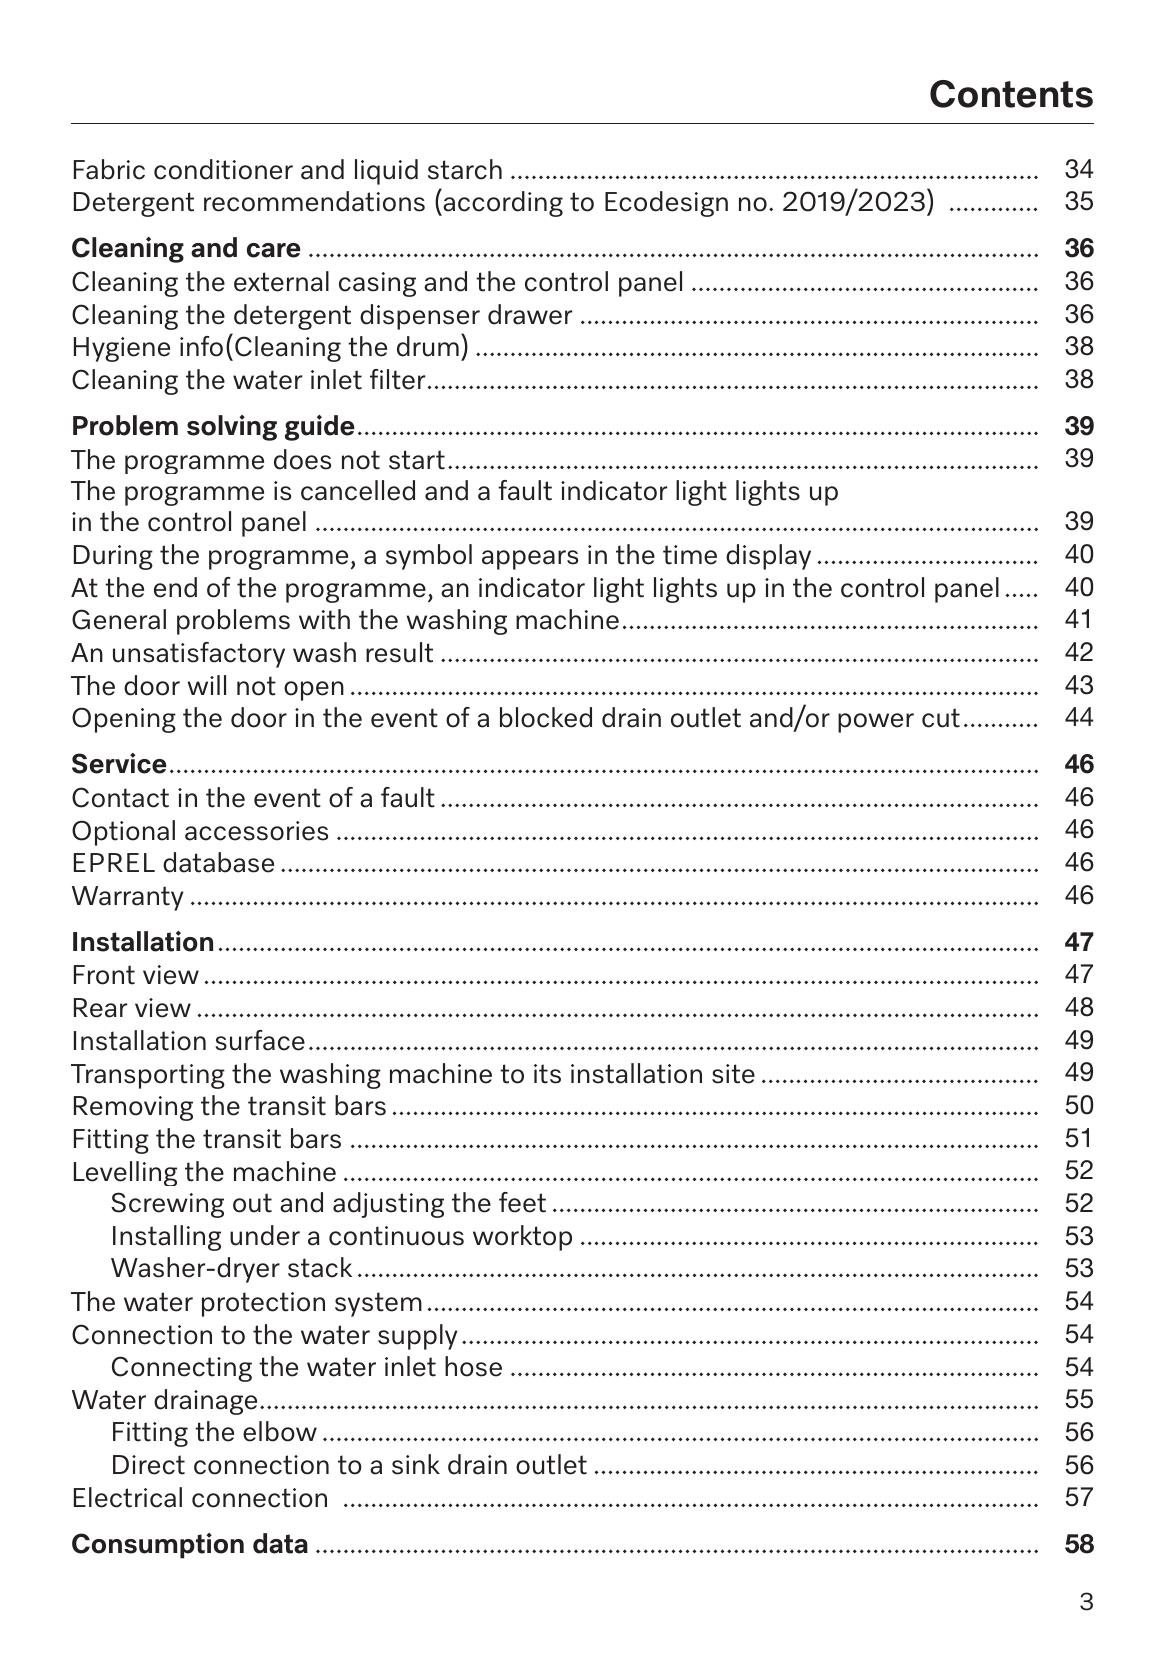 Contents
Fabric conditioner and liquid starch ................................................................................ 34
Detergent recommendations (according to Ecodesign no. 2019/2023) ............. 35
Cleaning and care ......................................................................................................... 36
Cleaning the external casing and the control panel .................................................. 36
Cleaning the detergent dispenser drawer .................................................................. 36
Hygiene info(Cleaning the drum) ................................................................................. 38
Cleaning the water inlet filter........................................................................................ 38
Problem solving guide.................................................................................................. 39
The programme does not start..................................................................................... 39
The programme is cancelled and a fault indicator light lights up
in the control panel ........................................................................................................ 39
During the programme, a symbol appears in the time display ................................ 40
At the end of the programme, an indicator light lights up in the control panel ..... 40
General problems with the washing machine............................................................ 41
An unsatisfactory wash result ...................................................................................... 42
The door will not open ................................................................................................... 43
Opening the door in the event of a blocked drain outlet and/or power cut........... 44
Service............................................................................................................................. 46
Contact in the event of a fault ...................................................................................... 46
Optional accessories ..................................................................................................... 46
EPREL database ............................................................................................................. 46
Warranty .......................................................................................................................... 46
Installation...................................................................................................................... 47
Front view ........................................................................................................................ 47
Rear view ......................................................................................................................... 48
Installation surface......................................................................................................... 49
Transporting the washing machine to its installation site ........................................ 49
Removing the transit bars ............................................................................................. 50
Fitting the transit bars ................................................................................................... 51
Levelling the machine .................................................................................................... 52
Screwing out and adjusting the feet ...................................................................... 52
Installing under a continuous worktop .................................................................. 53
Washer-dryer stack .................................................................................................. 53
The water protection system ........................................................................................ 54
Connection to the water supply ................................................................................... 54
Connecting the water inlet hose ............................................................................ 54
Water drainage................................................................................................................ 55
Fitting the elbow ....................................................................................................... 56
Direct connection to a sink drain outlet ................................................................ 56
Electrical connection .................................................................................................... 57
Consumption data ........................................................................................................ 58
3